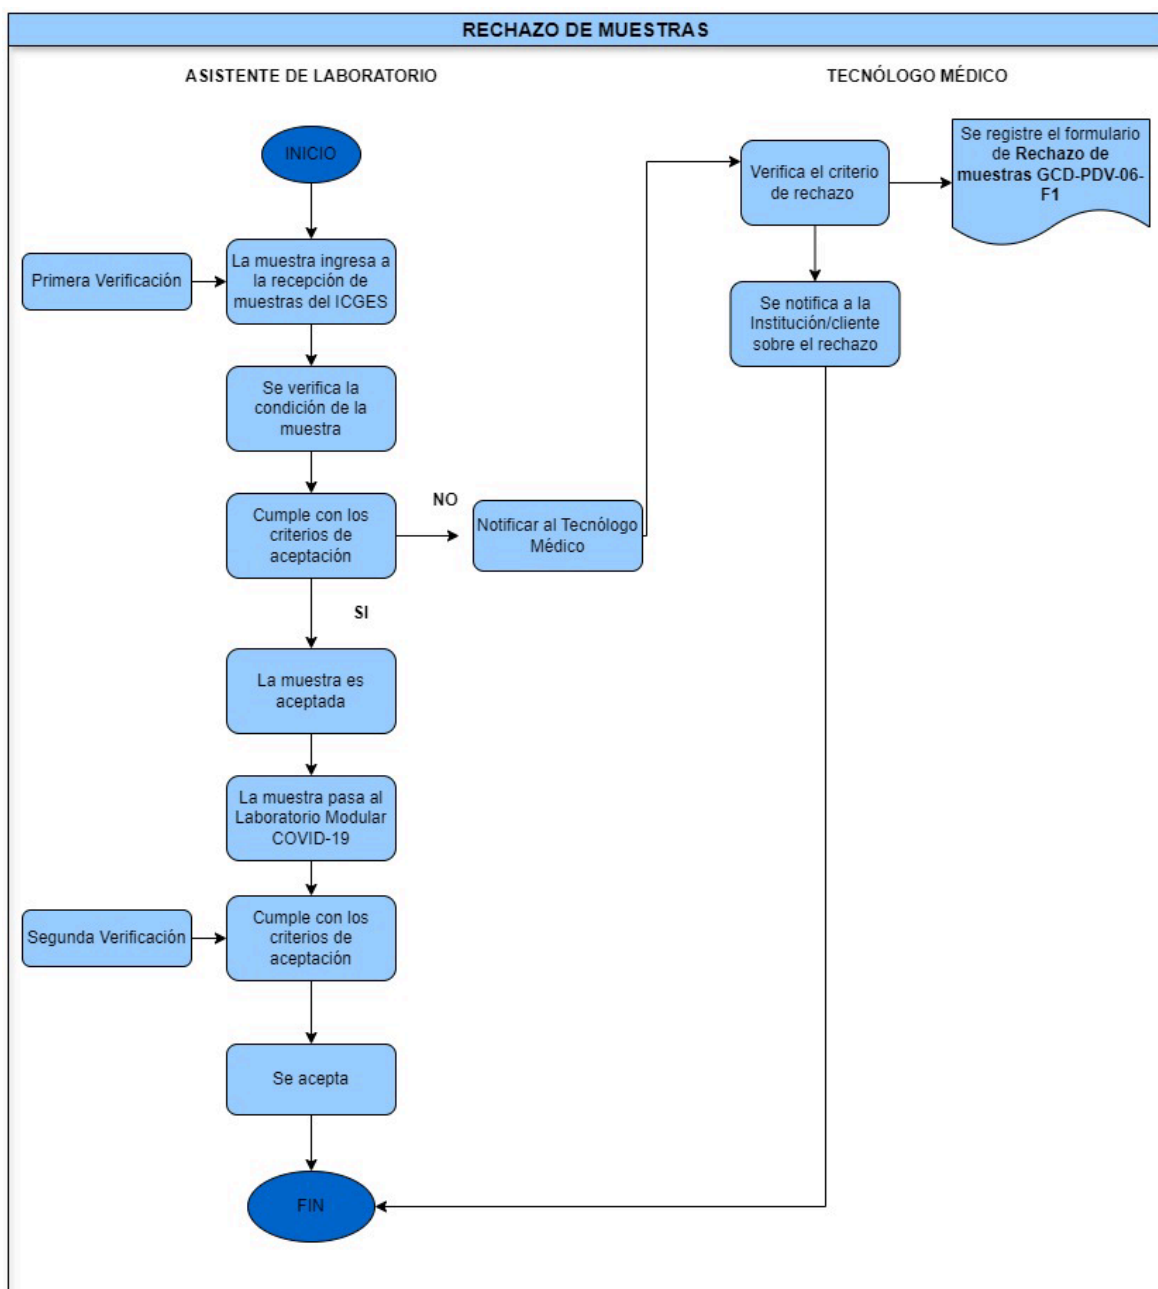 RECHAZO DE MUESTRAS
ASISTENTE DE LABORATORIO
TECNÓLOGO MÉDICO
INICIO
Primera Verificación
La muestra ingresa a
la recepción de
muestras del ICGES
Se verifica la
condición de la
muestra
Cumple con los
criterios de
aceptación
NO
Notificar al Tecnólogo
Médico
Verifica el criterio
de rechazo
Se registre el formulario
de Rechazo de
muestras GCD-PDV-06-
F1
Se notifica a la
Institución/cliente
sobre el rechazo
SI
La muestra es
aceptada
La muestra pasa al
Laboratorio Modular
COVID-19
Segunda Verificación
Cumple con los
criterios de
aceptación
Se acepta
FIN